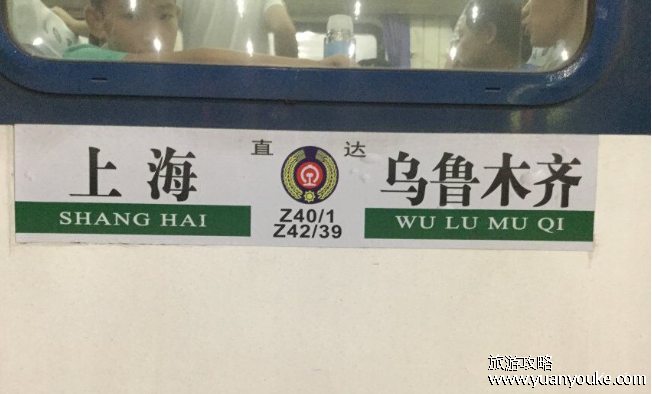 上海
SHANG HAI
直达
Z40/1
Z42/39
乌鲁木齐
WU LU MU QI
旅游攻略
www.yuanyouke.com